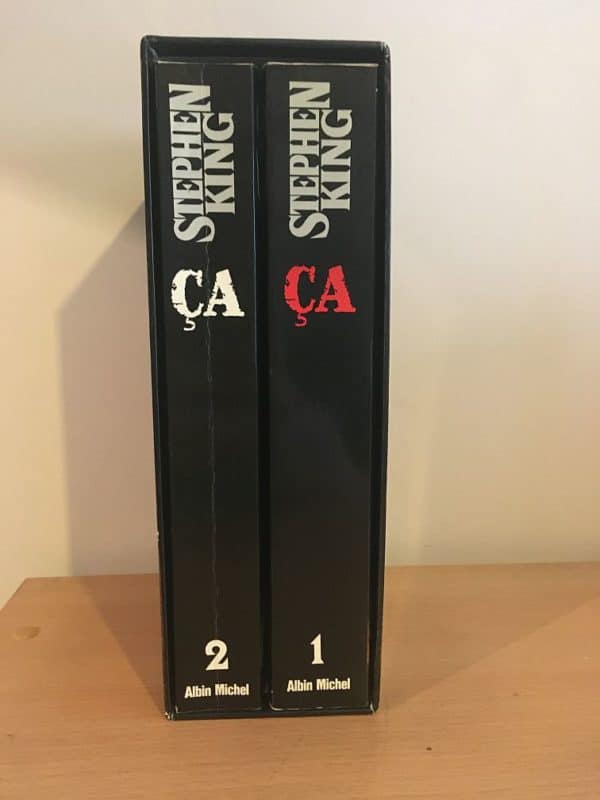 STEPHEN
KING
ÇA
2
Albin Michel
STEPHEN
KING
ÇA
1
Albin Michel